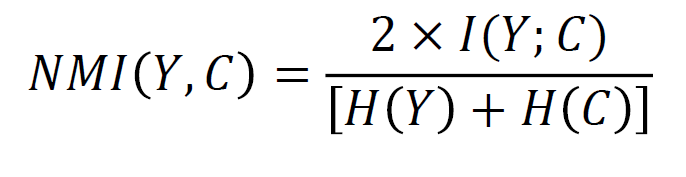 NMI(Y,C) = 2 × I(Y; C) / [H(Y) + H(C)]